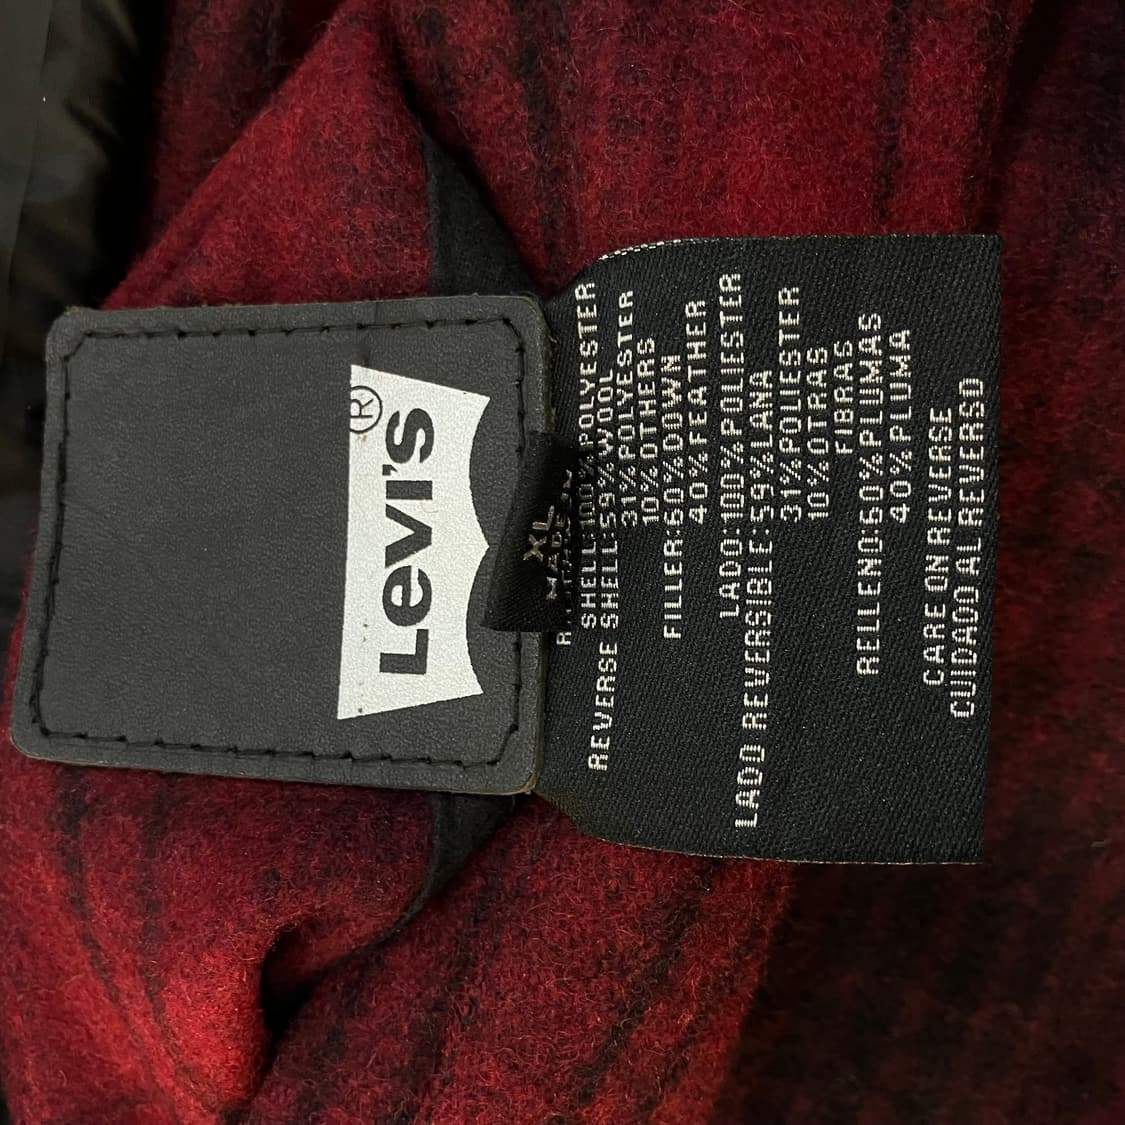 Levi's®
XL
MADE
SHELL:100% POLYESTER
REVERSE SHELL:59% WOOL
31% POLYESTER
10% OTHERS
FILLER:60% DOWN
40% FEATHER
LADO:100% POLIESTER
LADO REVERSIBLE:59% LANA
31% POLIESTER
10% OTRAS
FIBRAS
RELLENO:60% PLUMAS
40% PLUMA
CARE ON REVERSE
CUIDADO AL REVERSO